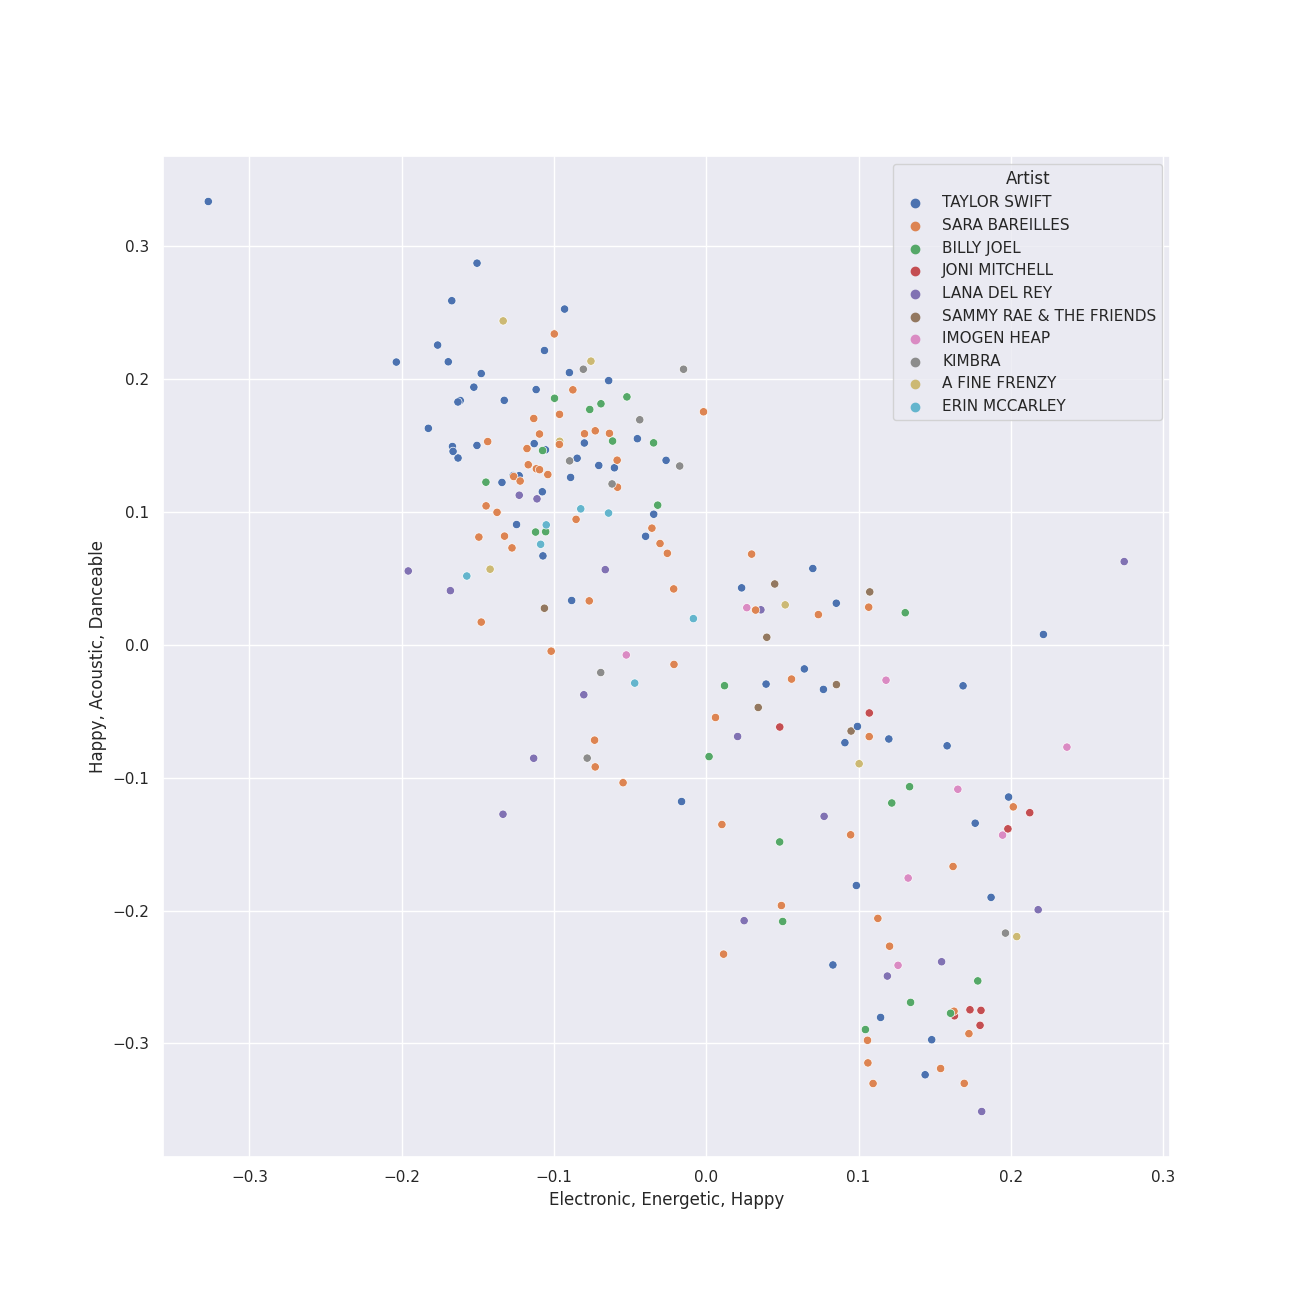 Artist
TAYLOR SWIFT
SARA BAREILLES
BILLY JOEL
JONI MITCHELL
LANA DEL REY
SAMMY RAE & THE FRIENDS
IMOGEN HEAP
KIMBRA
A FINE FRENZY
ERIN MCCARLEY
0.3
0.2
0.1
0.0
−0.1
−0.2
−0.3
Happy, Acoustic, Danceable
−0.3 −0.2 −0.1 0.0 0.1 0.2 0.3
Electronic, Energetic, Happy